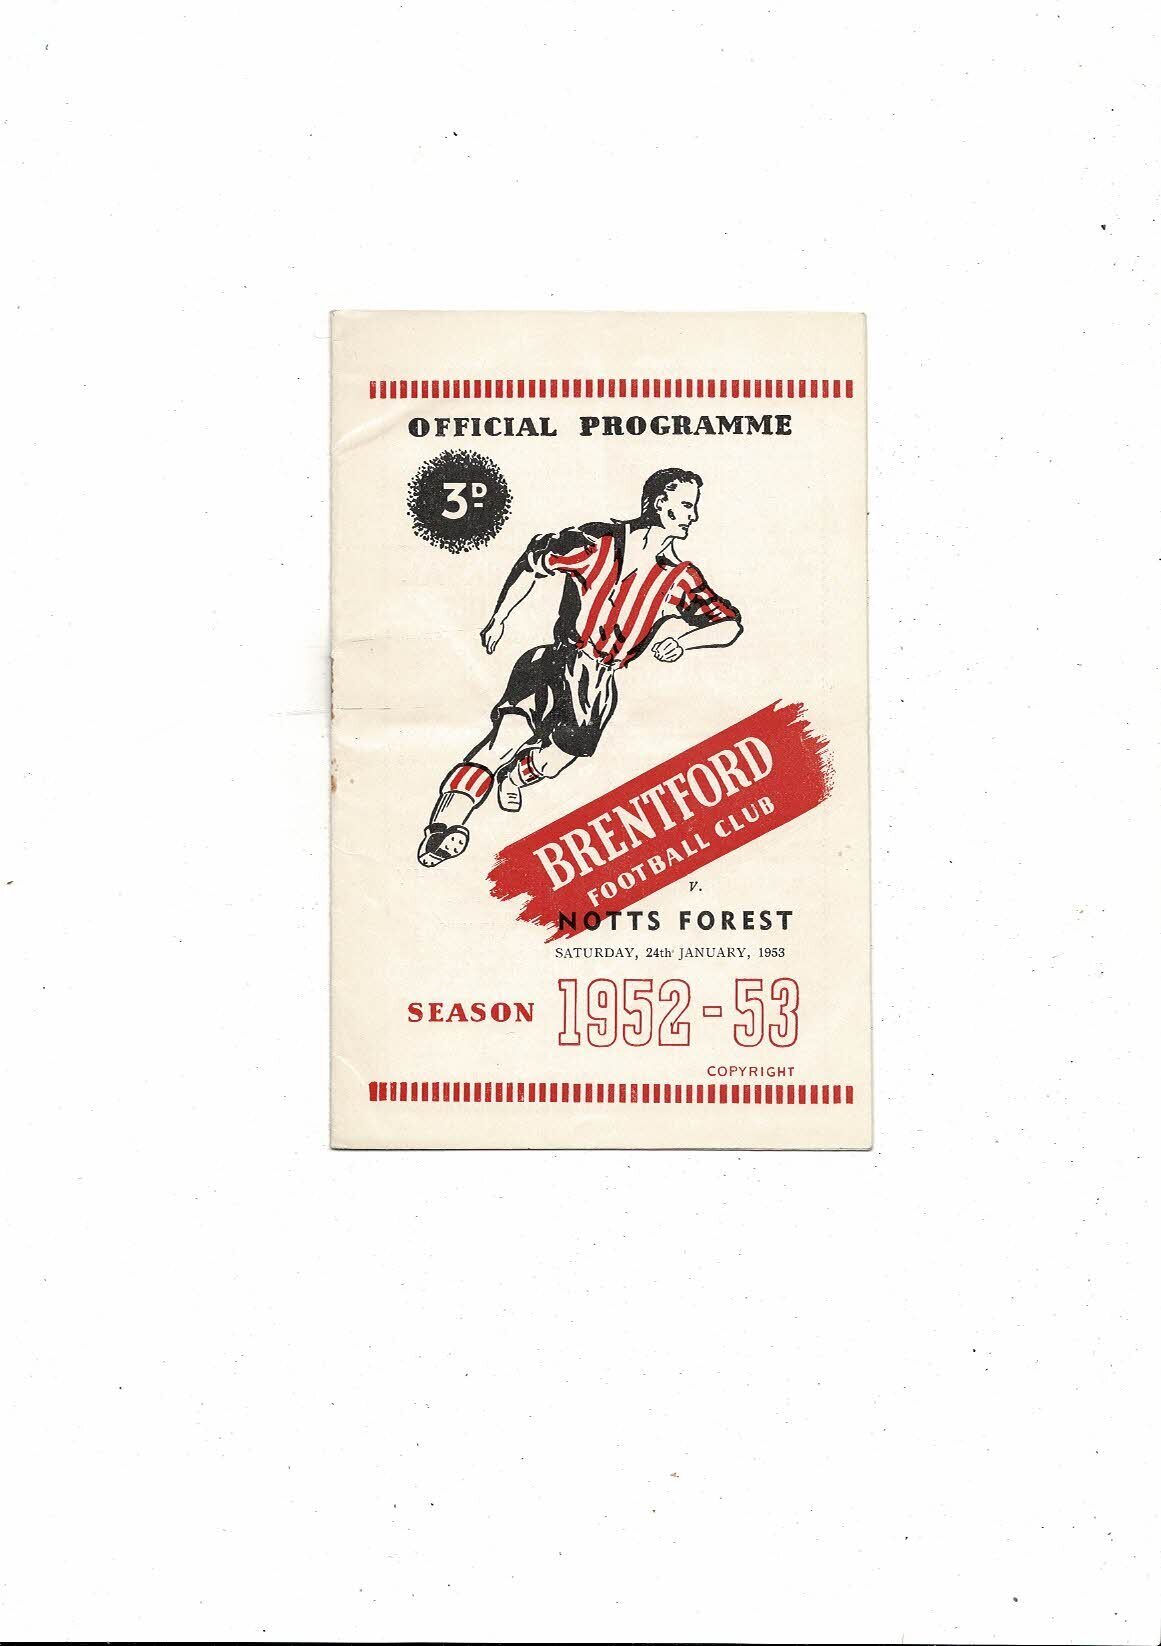 OFFICIAL PROGRAMME
3D-
BRENTFORD
FOOTBALL CLUB
v.
NOTTS FOREST
SATURDAY, 24th JANUARY, 1953
SEASON 1952-53
COPYRIGHT